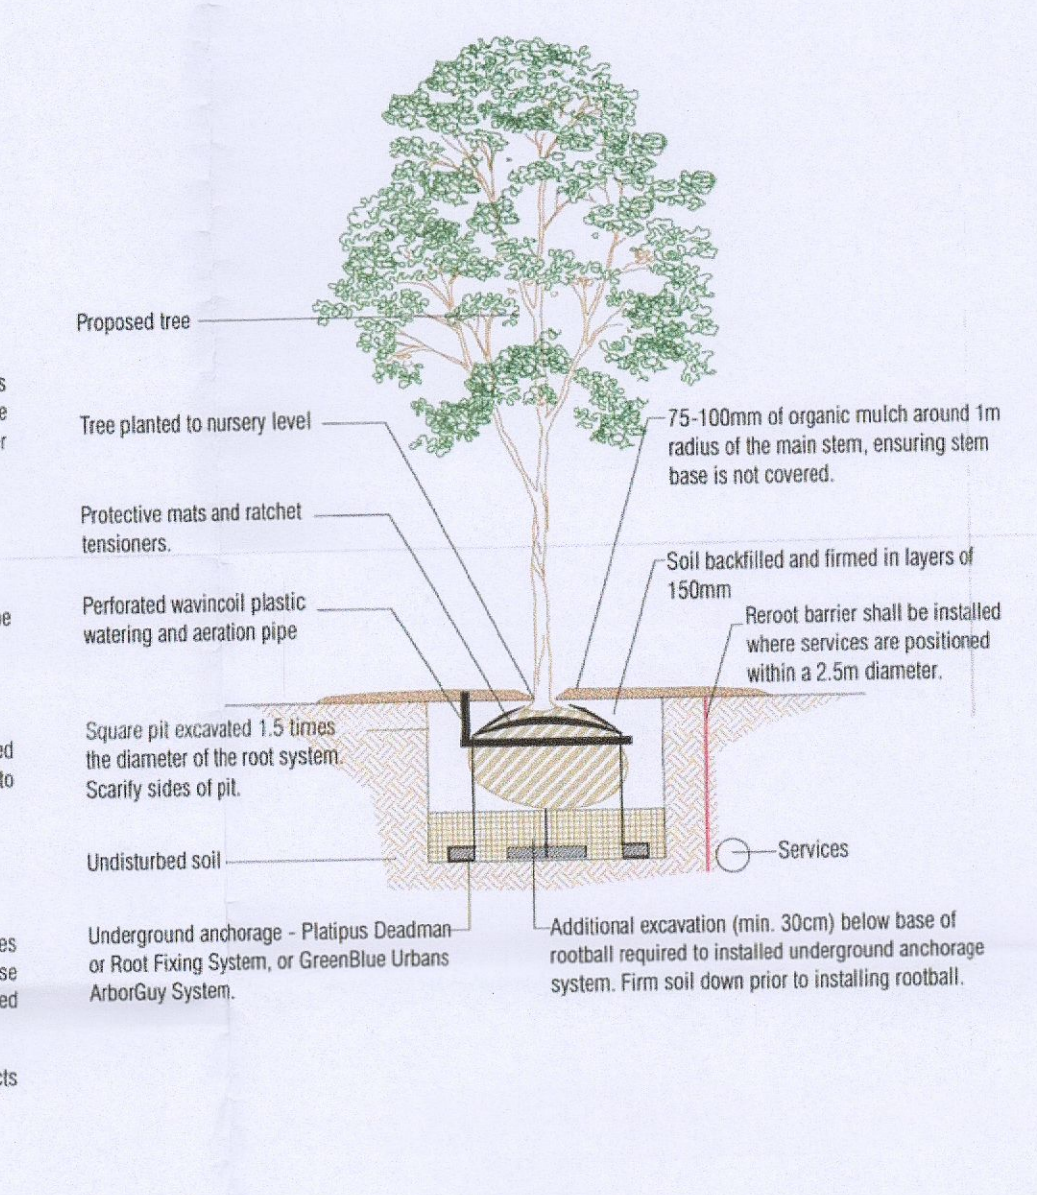 Proposed tree
Tree planted to nursery level
Protective mats and ratchet
tensioners.
Perforated wavincoil plastic
watering and aeration pipe
Square pit excavated 1.5 times
the diameter of the root system.
Scarify sides of pit.
Undisturbed soil
Underground anchorage - Platipus Deadman
or Root Fixing System, or GreenBlue Urbans
ArborGuy System.
75-100mm of organic mulch around 1m
radius of the main stem, ensuring stem
base is not covered.
Soil backfilled and firmed in layers of
150mm
Reroot barrier shall be installed
where services are positioned
within a 2.5m diameter.
Services
Additional excavation (min. 30cm) below base of
rootball required to installed underground anchorage
system. Firm soil down prior to installing rootball.